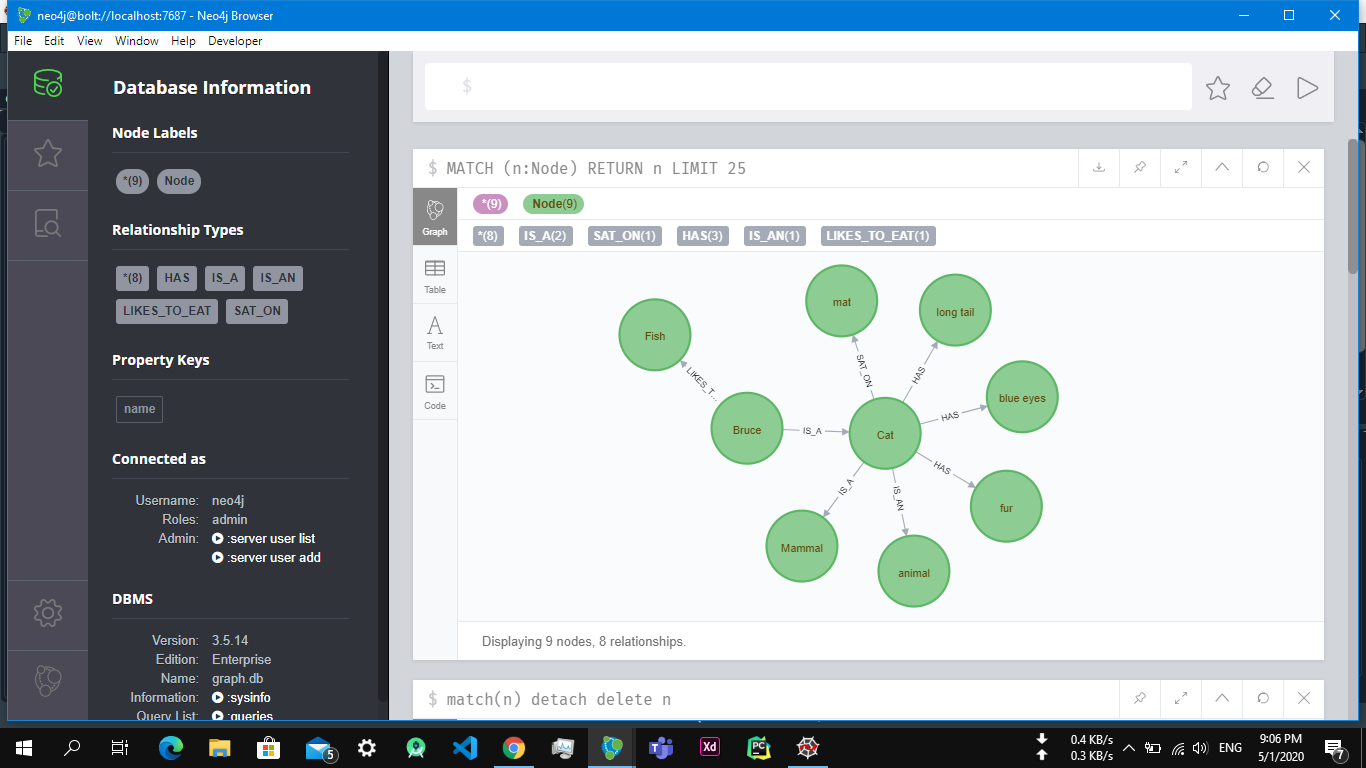 neo4j@bolt://localhost:7687 - Neo4j Browser
File Edit View Window Help Developer
Database Information
Node Labels
*(9) Node
Relationship Types
*(8) HAS IS_A IS_AN
LIKES_TO_EAT SAT_ON
Property Keys
name
Connected as
Username: neo4j
Roles: admin
Admin: :server user list
:server user add
DBMS
Version: 3.5.14
Edition: Enterprise
Name: graph.db
Information: :sysinfo
Query List: :queries
$
$ MATCH (n:Node) RETURN n LIMIT 25
Graph
Table
Text
Code
*(9) Node(9)
*(8) IS_A(2) SAT_ON(1) HAS(3) IS_AN(1) LIKES_TO_EAT(1)
mat
long tail
Fish
SAT_ON
HAS
LIKES_T...
blue eyes
HAS
Bruce
IS_A
Cat
HAS
IS_A
IS_AN
fur
Mammal
animal
Displaying 9 nodes, 8 relationships.
$ match(n) detach delete n
5
Xd
PC
0.4 KB/s
0.3 KB/s
ENG
9:06 PM
5/1/2020
7